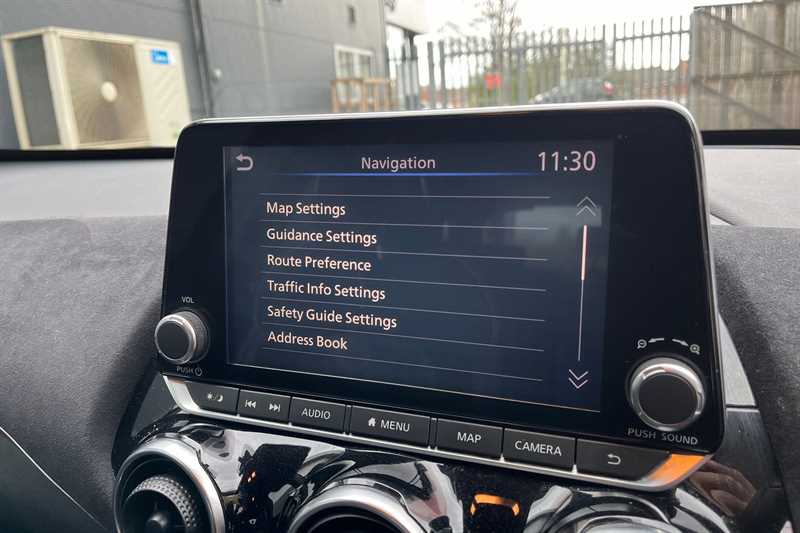 Midea
Navigation
11:30
Map Settings
Guidance Settings
Route Preference
Traffic Info Settings
Safety Guide Settings
Address Book
VOL
PUSH
AUDIO
MENU
MAP
CAMERA
PUSH SOUND